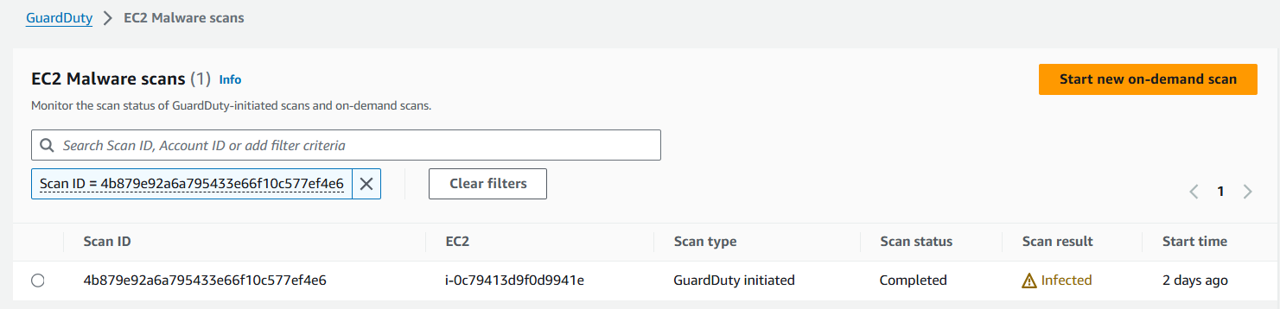 GuardDuty > EC2 Malware scans
EC2 Malware scans (1) Info
Start new on-demand scan
Monitor the scan status of GuardDuty-initiated scans and on-demand scans.
Search Scan ID, Account ID or add filter criteria
Scan ID = 4b879e92a6a795433e66f10c577ef4e6
Clear filters
1
Scan ID EC2 Scan type Scan status Scan result Start time
4b879e92a6a795433e66f10c577ef4e6 i-0c79413d9f0d9941e GuardDuty initiated Completed Infected 2 days ago